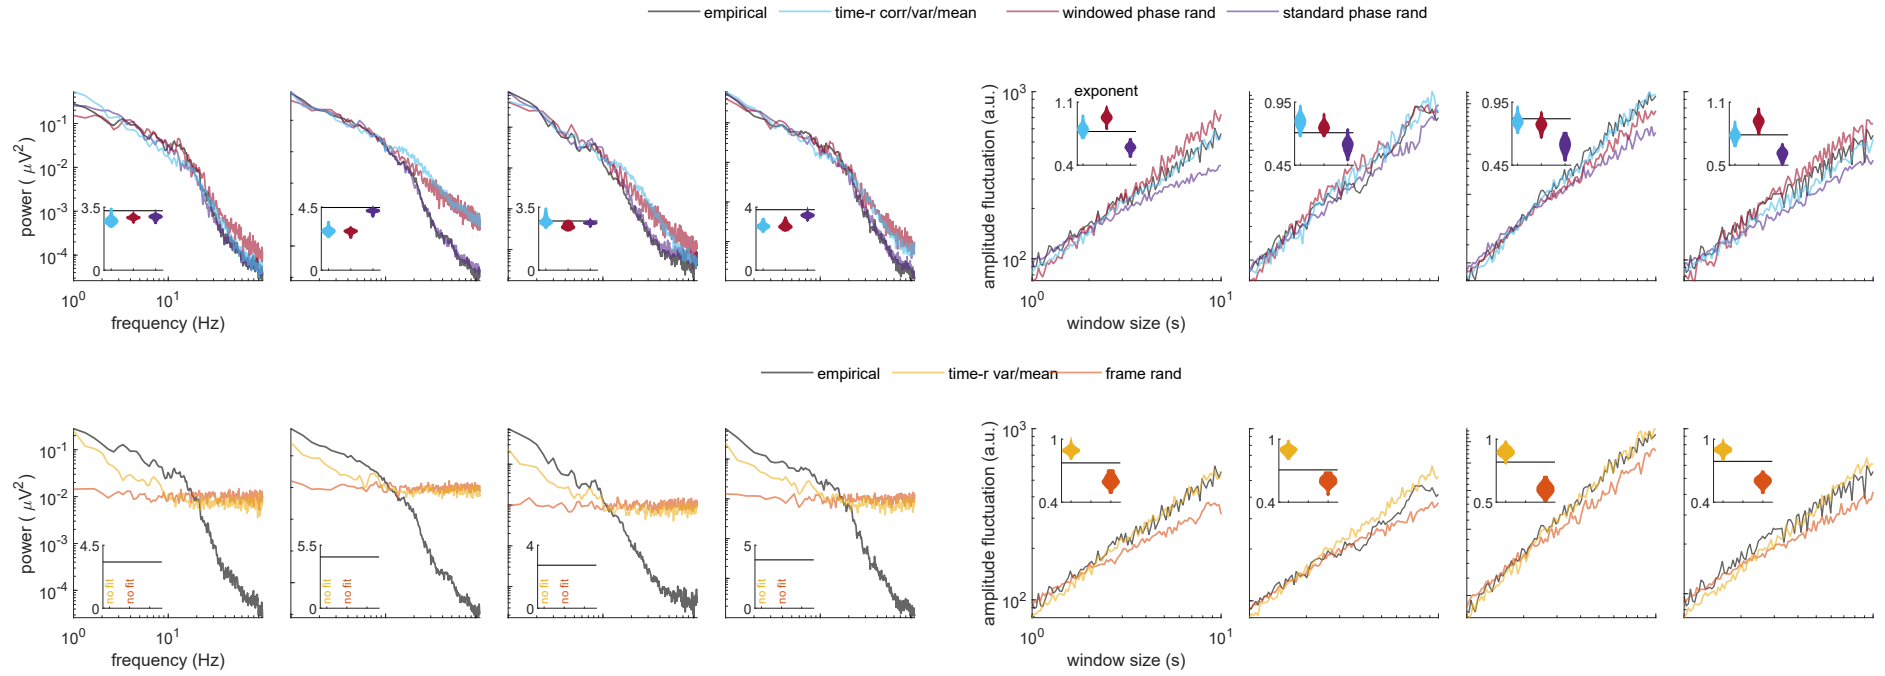 empirical time-r corr/var/mean windowed phase rand standard phase rand
power ( μV²)
10⁻¹
10⁻²
10⁻³
10⁻⁴
3.5
0
10⁰ 10¹
frequency (Hz)
4.5
0
3.5
0
4
0
amplitude fluctuation (a.u.)
10³
10²
exponent
1.1
0.4
10⁰ 10¹
window size (s)
0.95
0.45
0.95
0.45
1.1
0.5
empirical time-r var/mean frame rand
power ( μV²)
10⁻¹
10⁻²
10⁻³
10⁻⁴
4.5
0
no fit
no fit
10⁰ 10¹
frequency (Hz)
5.5
0
no fit
no fit
4
0
no fit
no fit
5
0
no fit
no fit
amplitude fluctuation (a.u.)
10³
10²
1
0.4
10⁰ 10¹
window size (s)
1
0.4
1
0.5
1
0.4